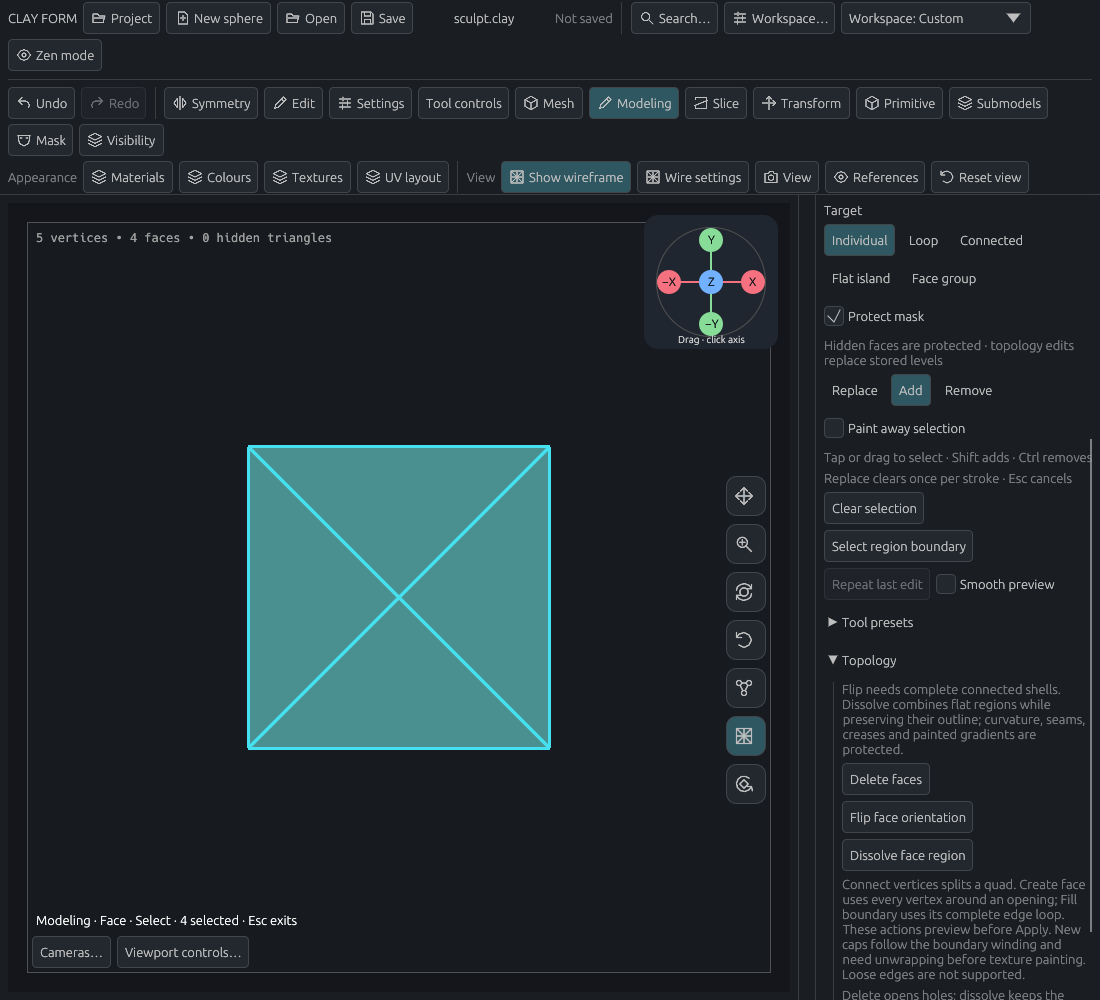 CLAY FORM Project New sphere Open Save sculpt.clay Not saved Search... Workspace... Workspace: Custom
Zen mode
Undo Redo Symmetry Edit Settings Tool controls Mesh Modeling Slice Transform Primitive Submodels
Mask Visibility
Appearance Materials Colours Textures UV layout View Show wireframe Wire settings View References Reset view
5 vertices • 4 faces • 0 hidden triangles
Y
−X Z X
−Y
Drag · click axis
Modeling · Face · Select · 4 selected · Esc exits
Cameras... Viewport controls...
Target
Individual Loop Connected
Flat island Face group
Protect mask
Hidden faces are protected · topology edits
replace stored levels
Replace Add Remove
Paint away selection
Tap or drag to select · Shift adds · Ctrl removes
Replace clears once per stroke · Esc cancels
Clear selection
Select region boundary
Repeat last edit Smooth preview
Tool presets
Topology
Flip needs complete connected shells.
Dissolve combines flat regions while
preserving their outline; curvature, seams,
creases and painted gradients are
protected.
Delete faces
Flip face orientation
Dissolve face region
Connect vertices splits a quad. Create face
uses every vertex around an opening; Fill
boundary uses its complete edge loop.
These actions preview before Apply. New
caps follow the boundary winding and
need unwrapping before texture painting.
Loose edges are not supported.
Delete opens holes; dissolve keeps the